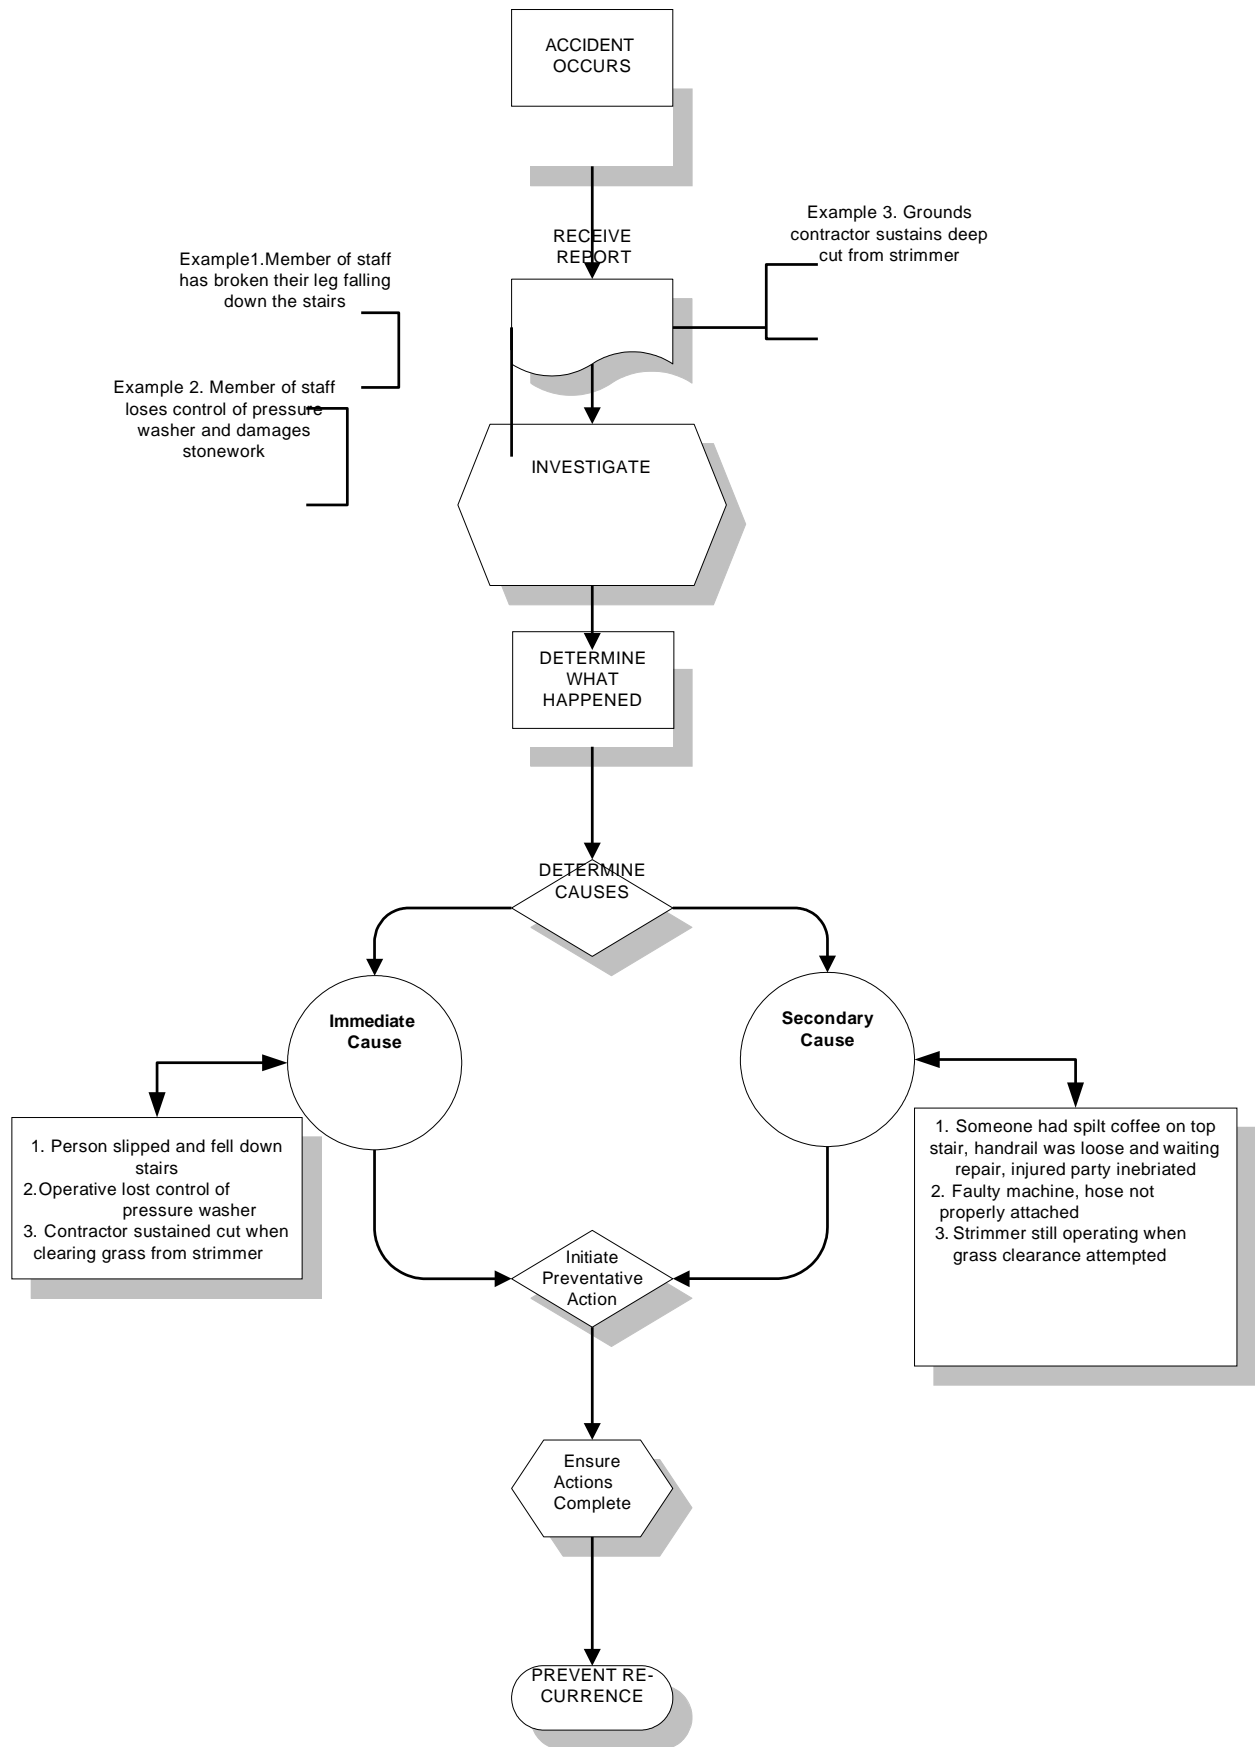 ACCIDENT
OCCURS
Example 3. Grounds
contractor sustains deep
cut from strimmer
RECEIVE
REPORT
Example1.Member of staff
has broken their leg falling
down the stairs
Example 2. Member of staff
loses control of pressure
washer and damages
stonework
INVESTIGATE
DETERMINE
WHAT
HAPPENED
DETERMINE
CAUSES
Immediate
Cause
Secondary
Cause
1. Person slipped and fell down
stairs
2.Operative lost control of
pressure washer
3. Contractor sustained cut when
clearing grass from strimmer
1. Someone had spilt coffee on top
stair, handrail was loose and waiting
repair, injured party inebriated
2. Faulty machine, hose not
properly attached
3. Strimmer still operating when
grass clearance attempted
Initiate
Preventative
Action
Ensure
Actions
Complete
PREVENT RE-
CURRENCE